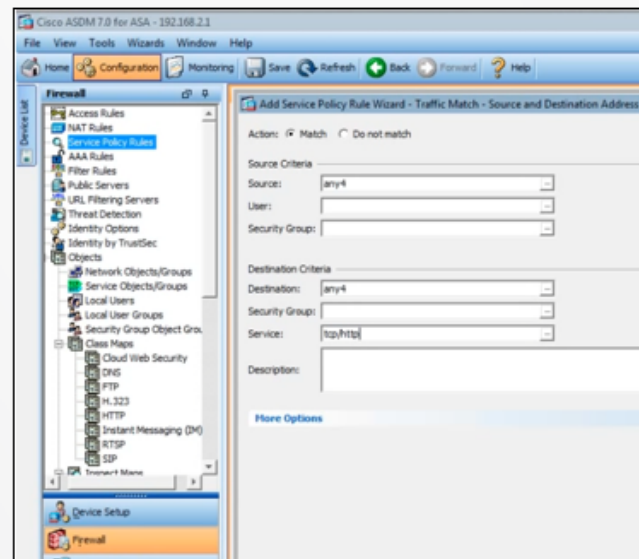 Cisco ASDM 7.0 for ASA - 192.168.2.1
File View Tools Wizards Window Help
Home Configuration Monitoring Save Refresh Back Forward Help
Device List
Firewall
Access Rules
NAT Rules
Service Policy Rules
AAA Rules
Filter Rules
Public Servers
URL Filtering Servers
Threat Detection
Identity Options
Identity by TrustSec
Objects
Network Objects/Groups
Service Objects/Groups
Local Users
Local User Groups
Security Group Object Grou
Class Maps
Cloud Web Security
DNS
FTP
H.323
HTTP
Instant Messaging (IM)
RTSP
SIP
Inspect Maps
Device Setup
Firewall
Add Service Policy Rule Wizard - Traffic Match - Source and Destination Address
Action: Match Do not match
Source Criteria
Source: any4
User:
Security Group:
Destination Criteria
Destination: any4
Security Group:
Service: tcp/http
Description:
More Options